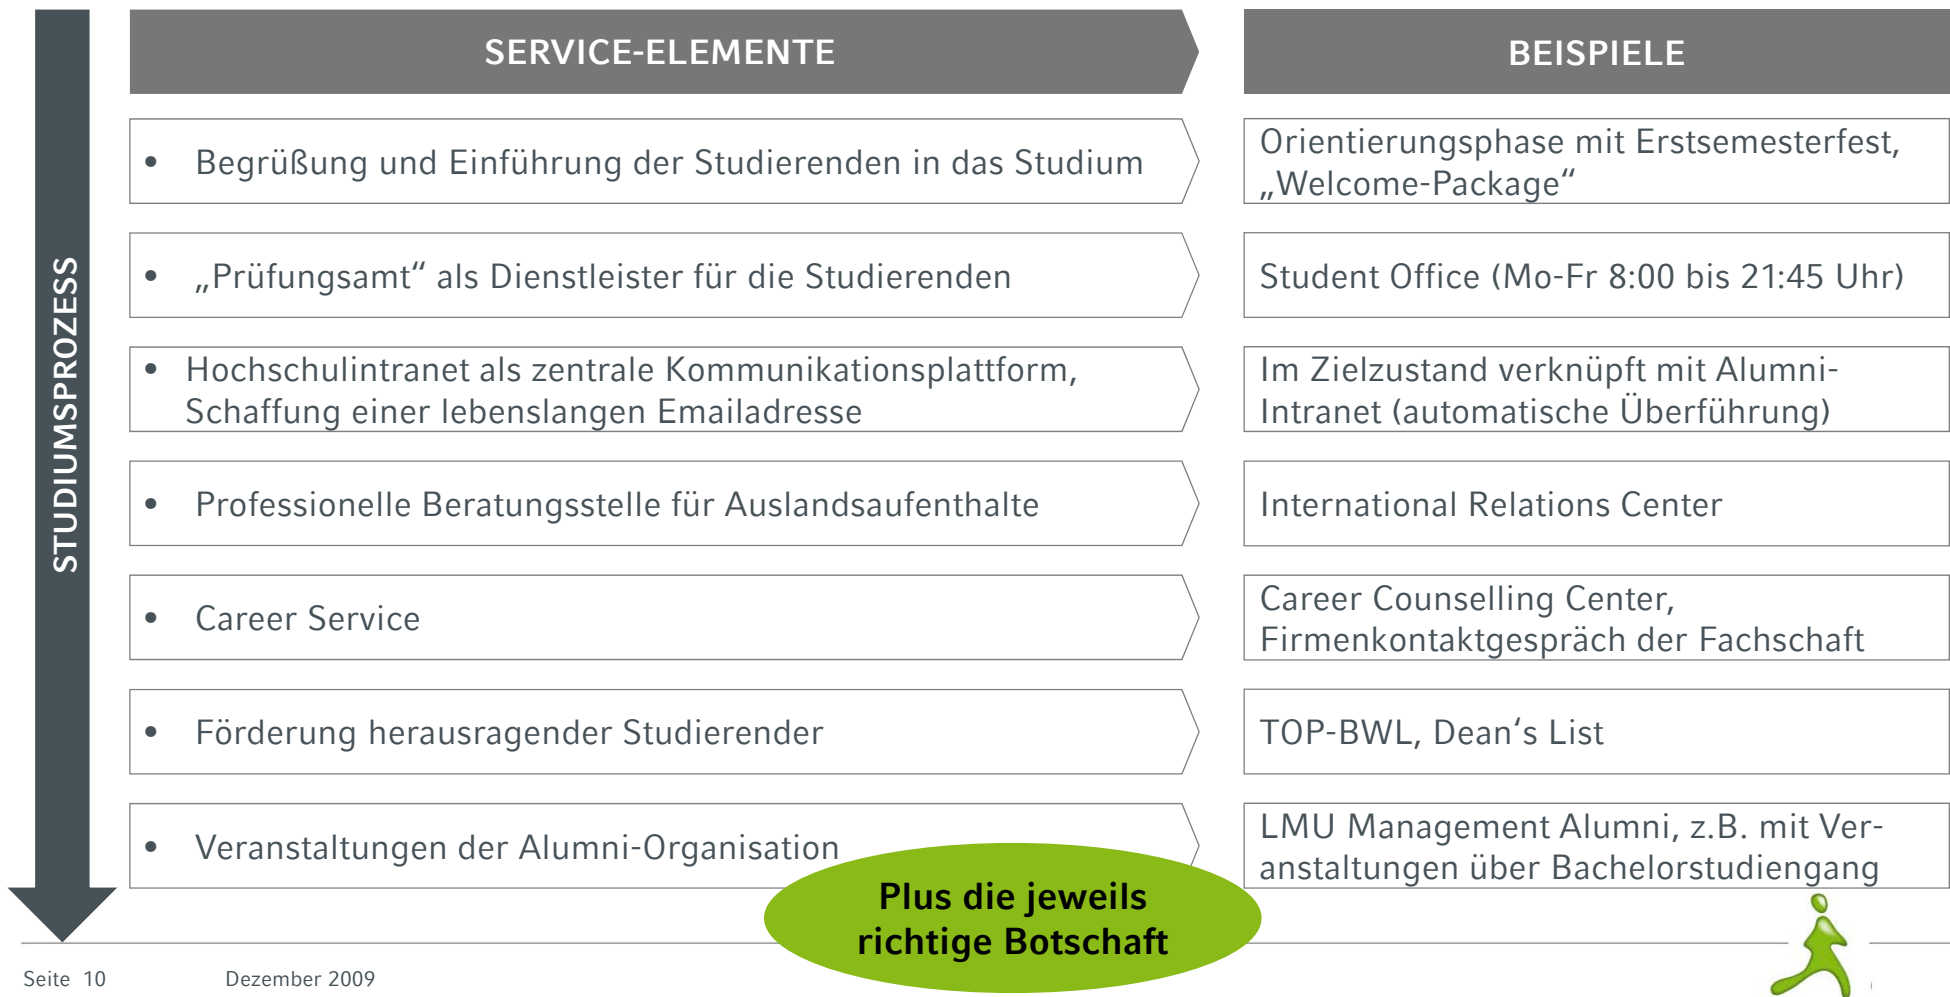 STUDIUMSPROZESS
SERVICE-ELEMENTE
BEISPIELE
• Begrüßung und Einführung der Studierenden in das Studium
Orientierungsphase mit Erstsemesterfest,
„Welcome-Package“
• „Prüfungsamt“ als Dienstleister für die Studierenden
Student Office (Mo-Fr 8:00 bis 21:45 Uhr)
• Hochschulintranet als zentrale Kommunikationsplattform,
Schaffung einer lebenslangen Emailadresse
Im Zielzustand verknüpft mit Alumni-
Intranet (automatische Überführung)
• Professionelle Beratungsstelle für Auslandsaufenthalte
International Relations Center
• Career Service
Career Counselling Center,
Firmenkontaktgespräch der Fachschaft
• Förderung herausragender Studierender
TOP-BWL, Dean‘s List
• Veranstaltungen der Alumni-Organisation
LMU Management Alumni, z.B. mit Ver-
anstaltungen über Bachelorstudiengang
Plus die jeweils
richtige Botschaft
Seite 10
Dezember 2009